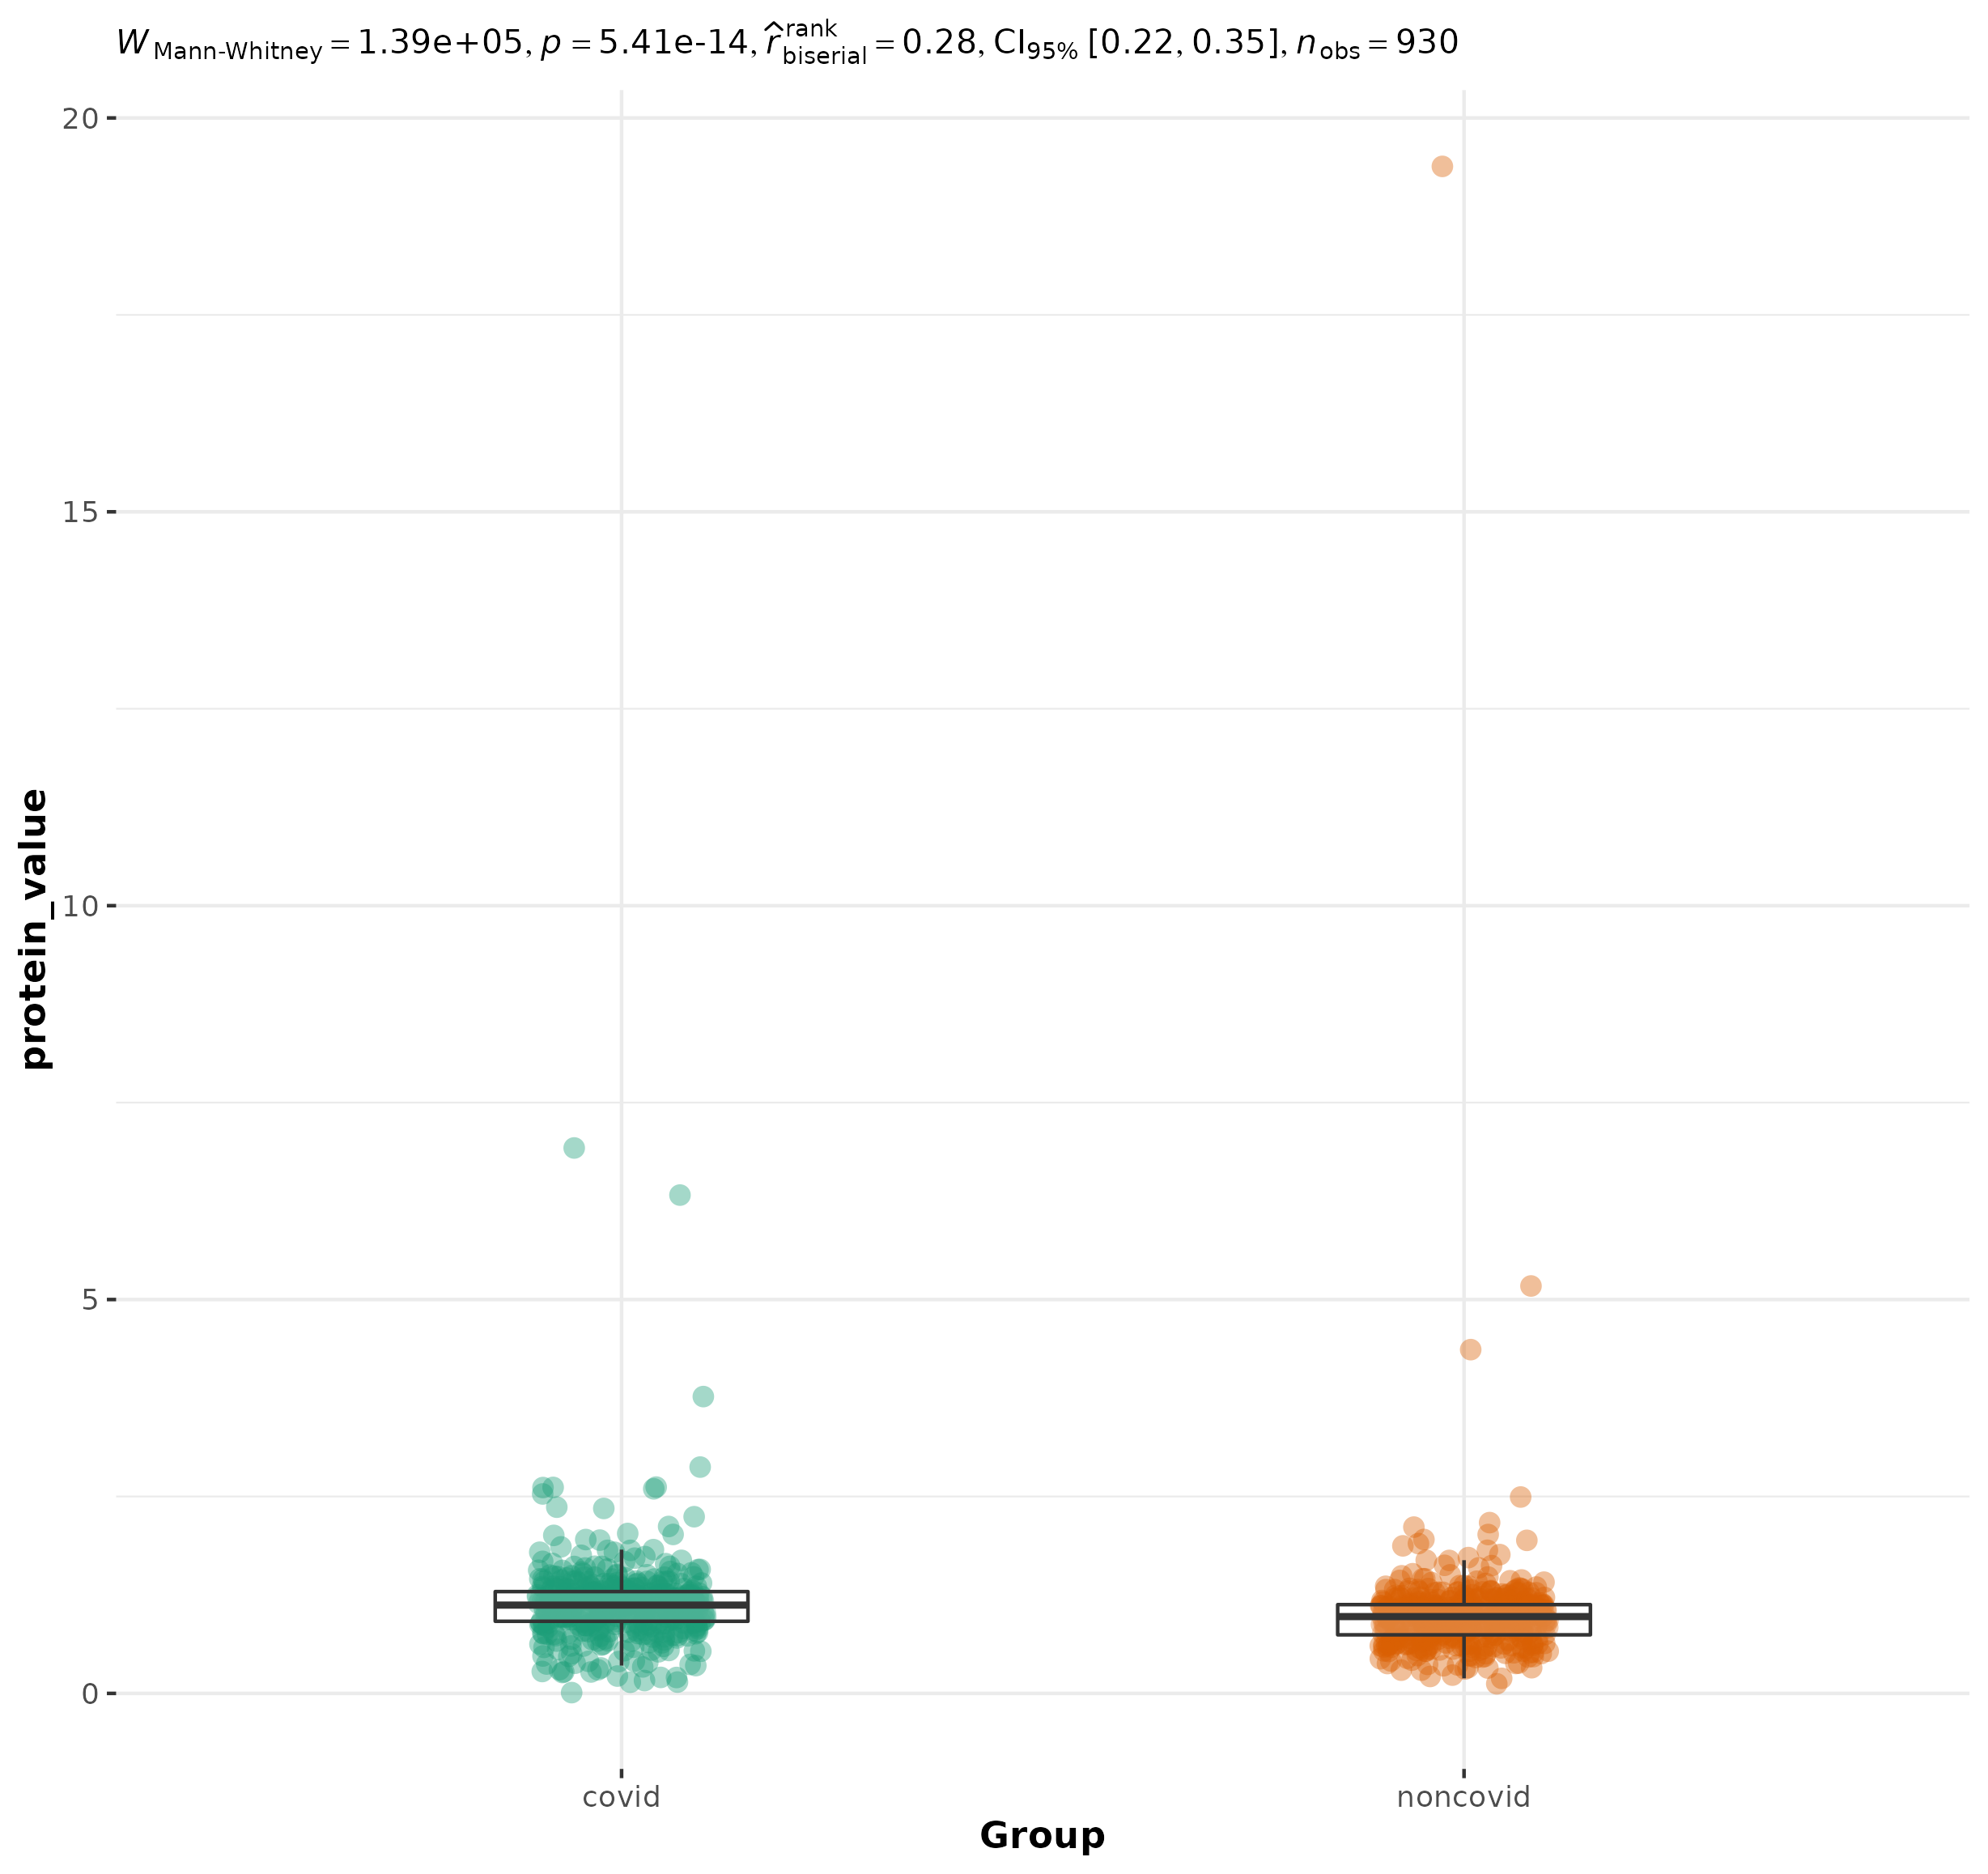 W Mann-Whitney = 1.39e+05, p = 5.41e-14, r̂ rank biserial = 0.28, CI95% [0.22, 0.35], n obs = 930
20
15
10
5
0
protein_value
covid noncovid
Group